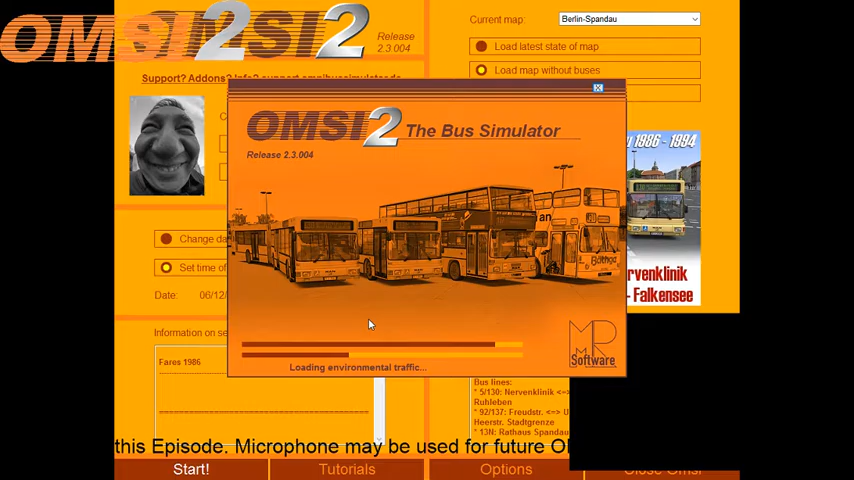 OMSI 2
OMSI 2
Release
2.3.004
Current map:
Berlin-Spandau
Load latest state of map
Load map without buses
Support? Addons? Info?
OMSI 2 The Bus Simulator
Release 2.3.004
1986 - 1994
Change da
Set time of
Date: 06/12/
ervenklinik
- Falkensee
MR
Software
Loading environmental traffic...
Information on se
Fares 1986
Bus lines:
* 5/130: Nervenklinik <=>
Ruhleben
* 92/137: Freudstr. <=> U
Heerstr. Stadtgrenze
* 13N: Rathaus Spandau
this Episode. Microphone may be used for future O
Start!
Tutorials
Options
Close Omsi